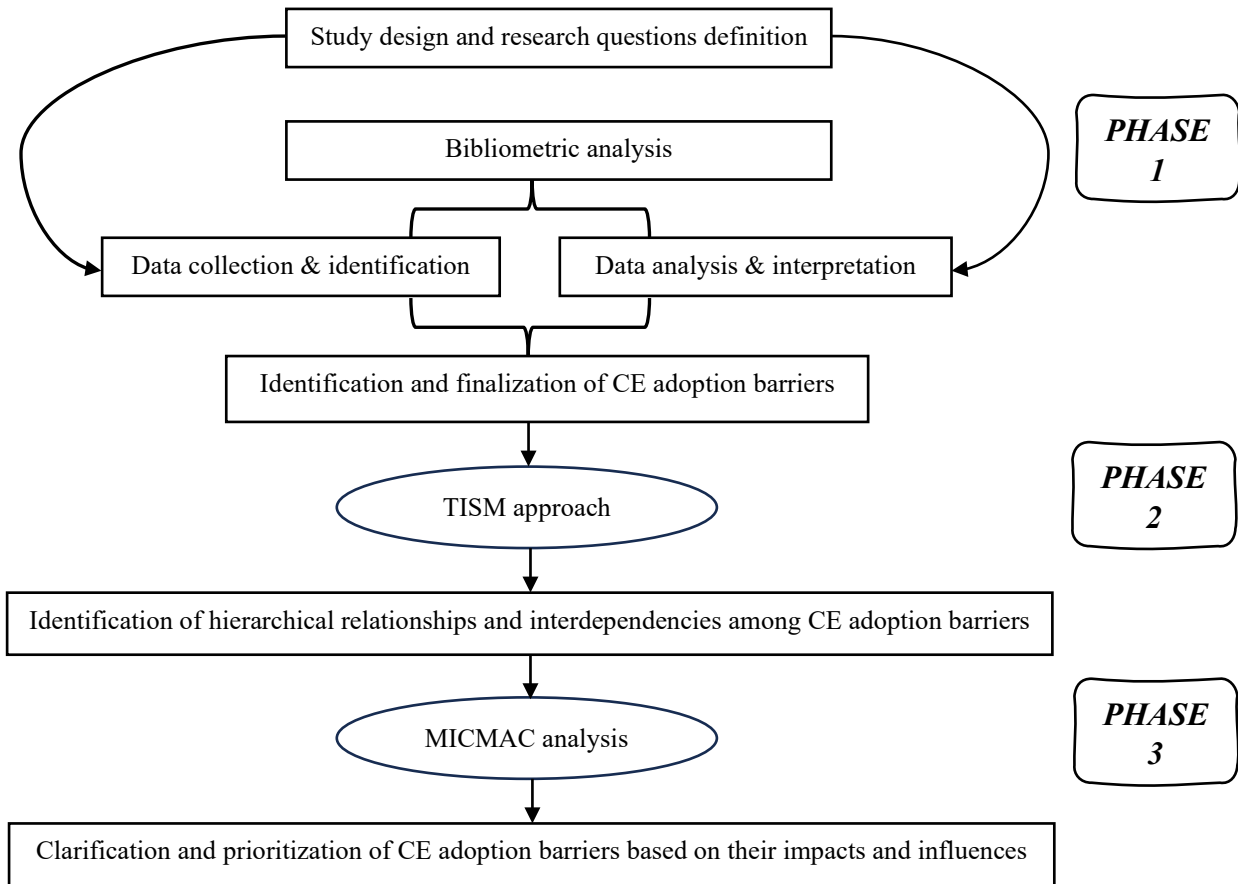 Study design and research questions definition
PHASE
1
Bibliometric analysis
Data collection & identification
Data analysis & interpretation
Identification and finalization of CE adoption barriers
TISM approach
PHASE
2
Identification of hierarchical relationships and interdependencies among CE adoption barriers
MICMAC analysis
PHASE
3
Clarification and prioritization of CE adoption barriers based on their impacts and influences